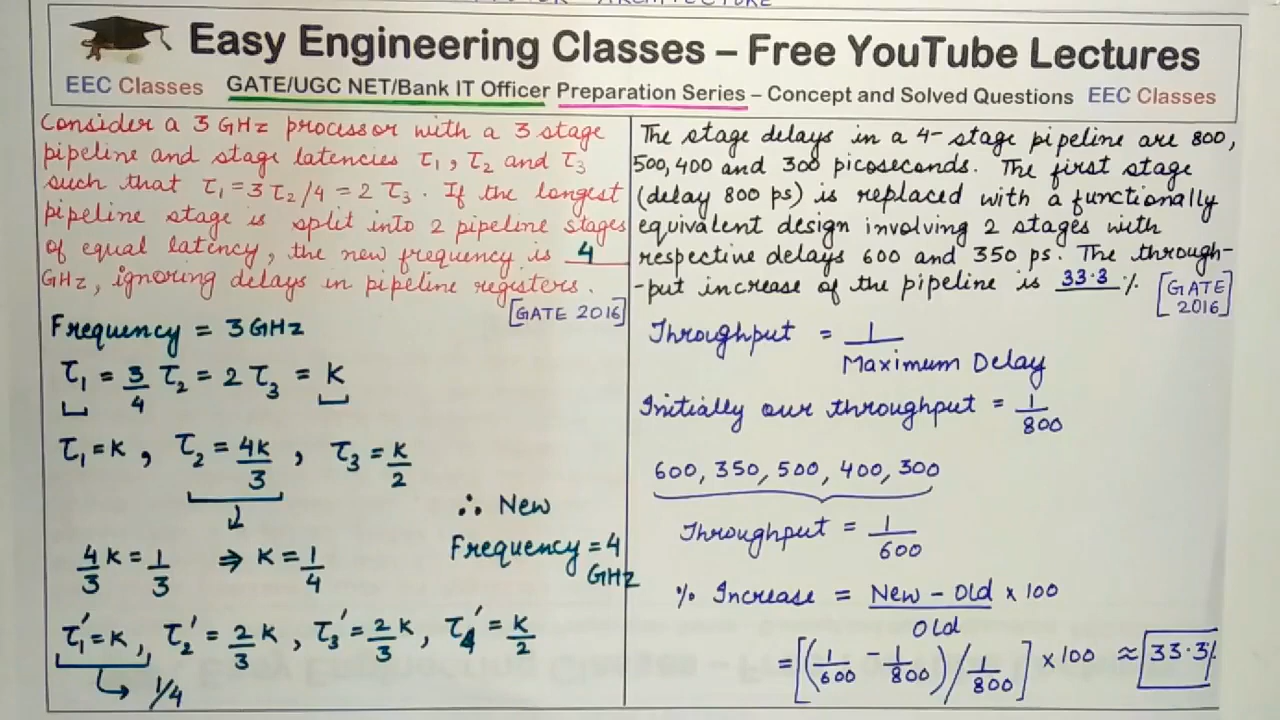 Easy Engineering Classes – Free YouTube Lectures
EEC Classes GATE/UGC NET/Bank IT Officer Preparation Series – Concept and Solved Questions EEC Classes
Consider a 3 GHz processor with a 3 stage
pipeline and stage latencies τ₁, τ₂ and τ₃
such that τ₁ = 3τ₂/4 = 2τ₃. If the longest
pipeline stage is split into 2 pipeline stages
of equal latency, the new frequency is 4
GHz, ignoring delays in pipeline registers.
[GATE 2016]
Frequency = 3 GHz
τ₁ = 3/4 τ₂ = 2 τ₃ = K
τ₁ = K, τ₂ = 4K/3, τ₃ = K/2
4/3 K = 1/3 ⇒ K = 1/4
τ₁' = K, τ₂' = 2/3 K, τ₃' = 2/3 K, τ₄' = K/2
1/4
∴ New
Frequency = 4
GHz
The stage delays in a 4- stage pipeline are 800,
500, 400 and 300 picoseconds. The first stage
(delay 800 ps) is replaced with a functionally
equivalent design involving 2 stages with
respective delays 600 and 350 ps. The through-
-put increase of the pipeline is 33.3 %.
[GATE 2016]
Throughput = 1/Maximum Delay
Initially our throughput = 1/800
600, 350, 500, 400, 300
Throughput = 1/600
% Increase = New - Old/Old × 100
= [(1/600 - 1/800) / 1/800] × 100 ≈ 33.3%